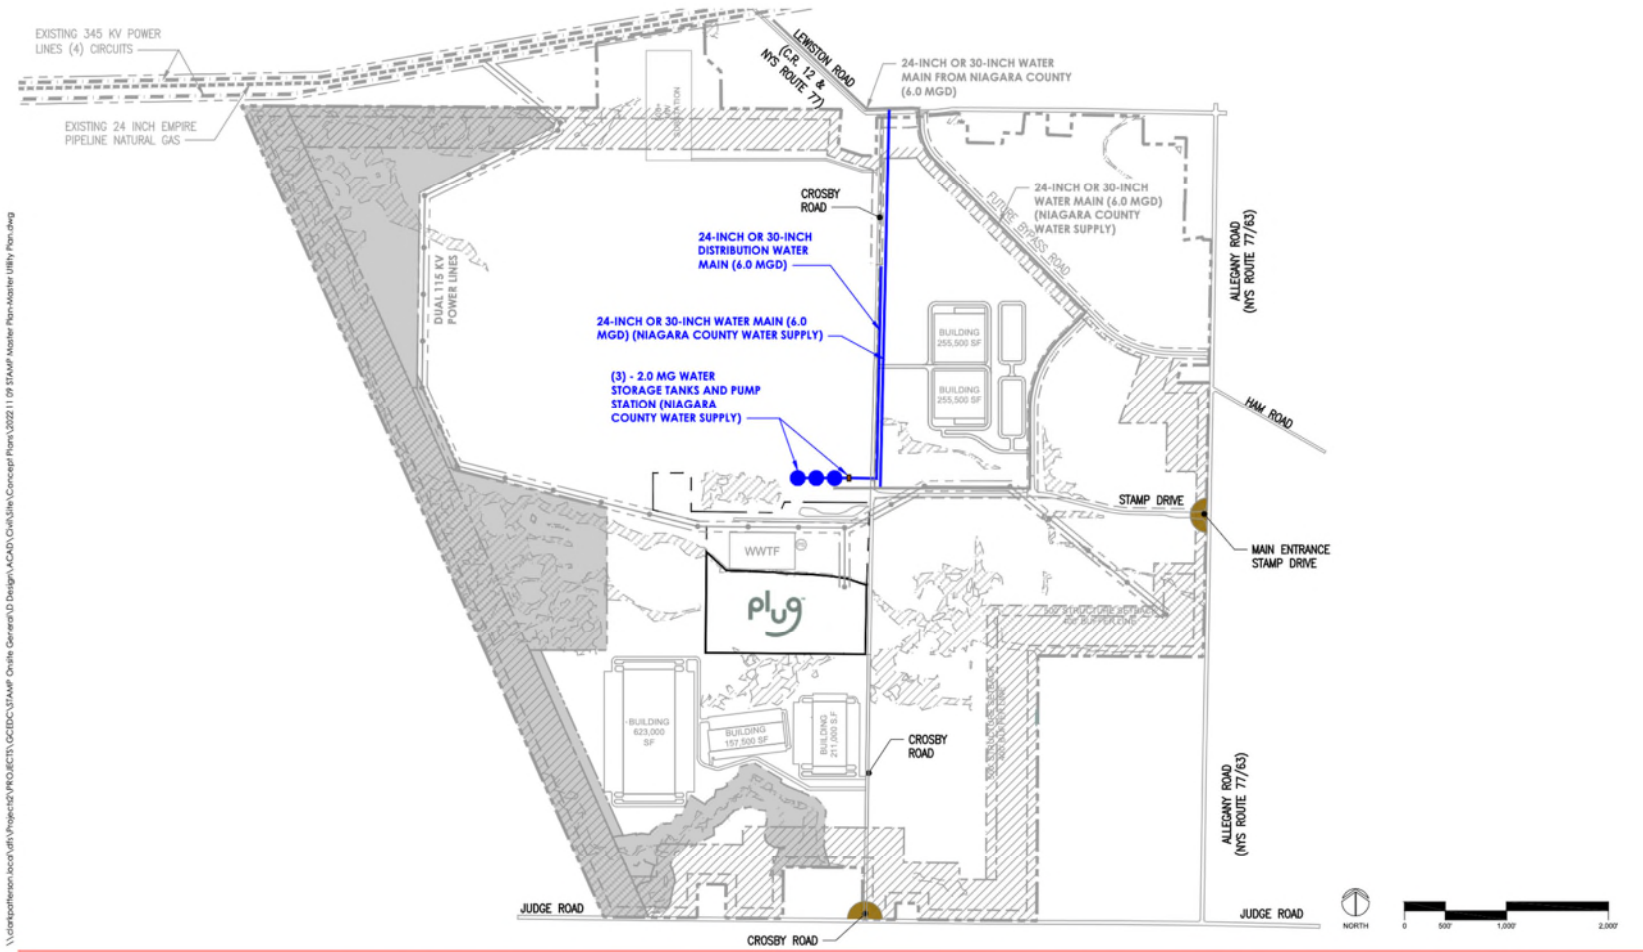 EXISTING 345 KV POWER
LINES (4) CIRCUITS
EXISTING 24 INCH EMPIRE
PIPELINE NATURAL GAS
LEWISTON ROAD
(C.R. 12 &
NYS ROUTE 77)
24-INCH OR 30-INCH WATER
MAIN FROM NIAGARA COUNTY
(6.0 MGD)
CROSBY
ROAD
24-INCH OR 30-INCH
WATER MAIN (6.0 MGD)
(NIAGARA COUNTY
WATER SUPPLY)
FUTURE BYPASS ROAD
ALLEGANY ROAD
(NYS ROUTE 77/63)
24-INCH OR 30-INCH
DISTRIBUTION WATER
MAIN (6.0 MGD)
DUAL 115 KV
POWER LINES
24-INCH OR 30-INCH WATER MAIN (6.0
MGD) (NIAGARA COUNTY WATER SUPPLY)
(3) - 2.0 MG WATER
STORAGE TANKS AND PUMP
STATION (NIAGARA
COUNTY WATER SUPPLY)
BUILDING
255,500 SF
BUILDING
255,500 SF
HAM ROAD
STAMP DRIVE
MAIN ENTRANCE
STAMP DRIVE
WWTF
plug
BUILDING
623,000
SF
BUILDING
157,500 SF
BUILDING
211,000 S.F
CROSBY
ROAD
ALLEGANY ROAD
(NYS ROUTE 77/63)
JUDGE ROAD
CROSBY ROAD
JUDGE ROAD
NORTH
0 500' 1,000' 2,000'